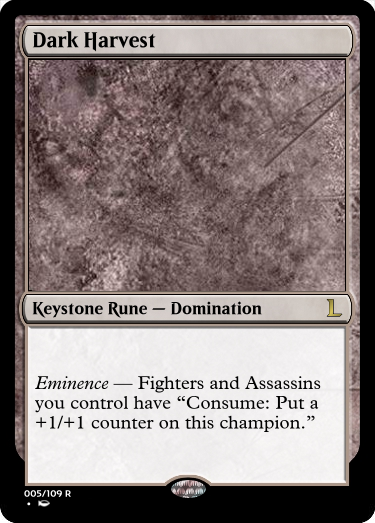 Dark Harvest
Keystone Rune — Domination
L
Eminence — Fighters and Assassins
you control have “Consume: Put a
+1/+1 counter on this champion.”
005/109 R